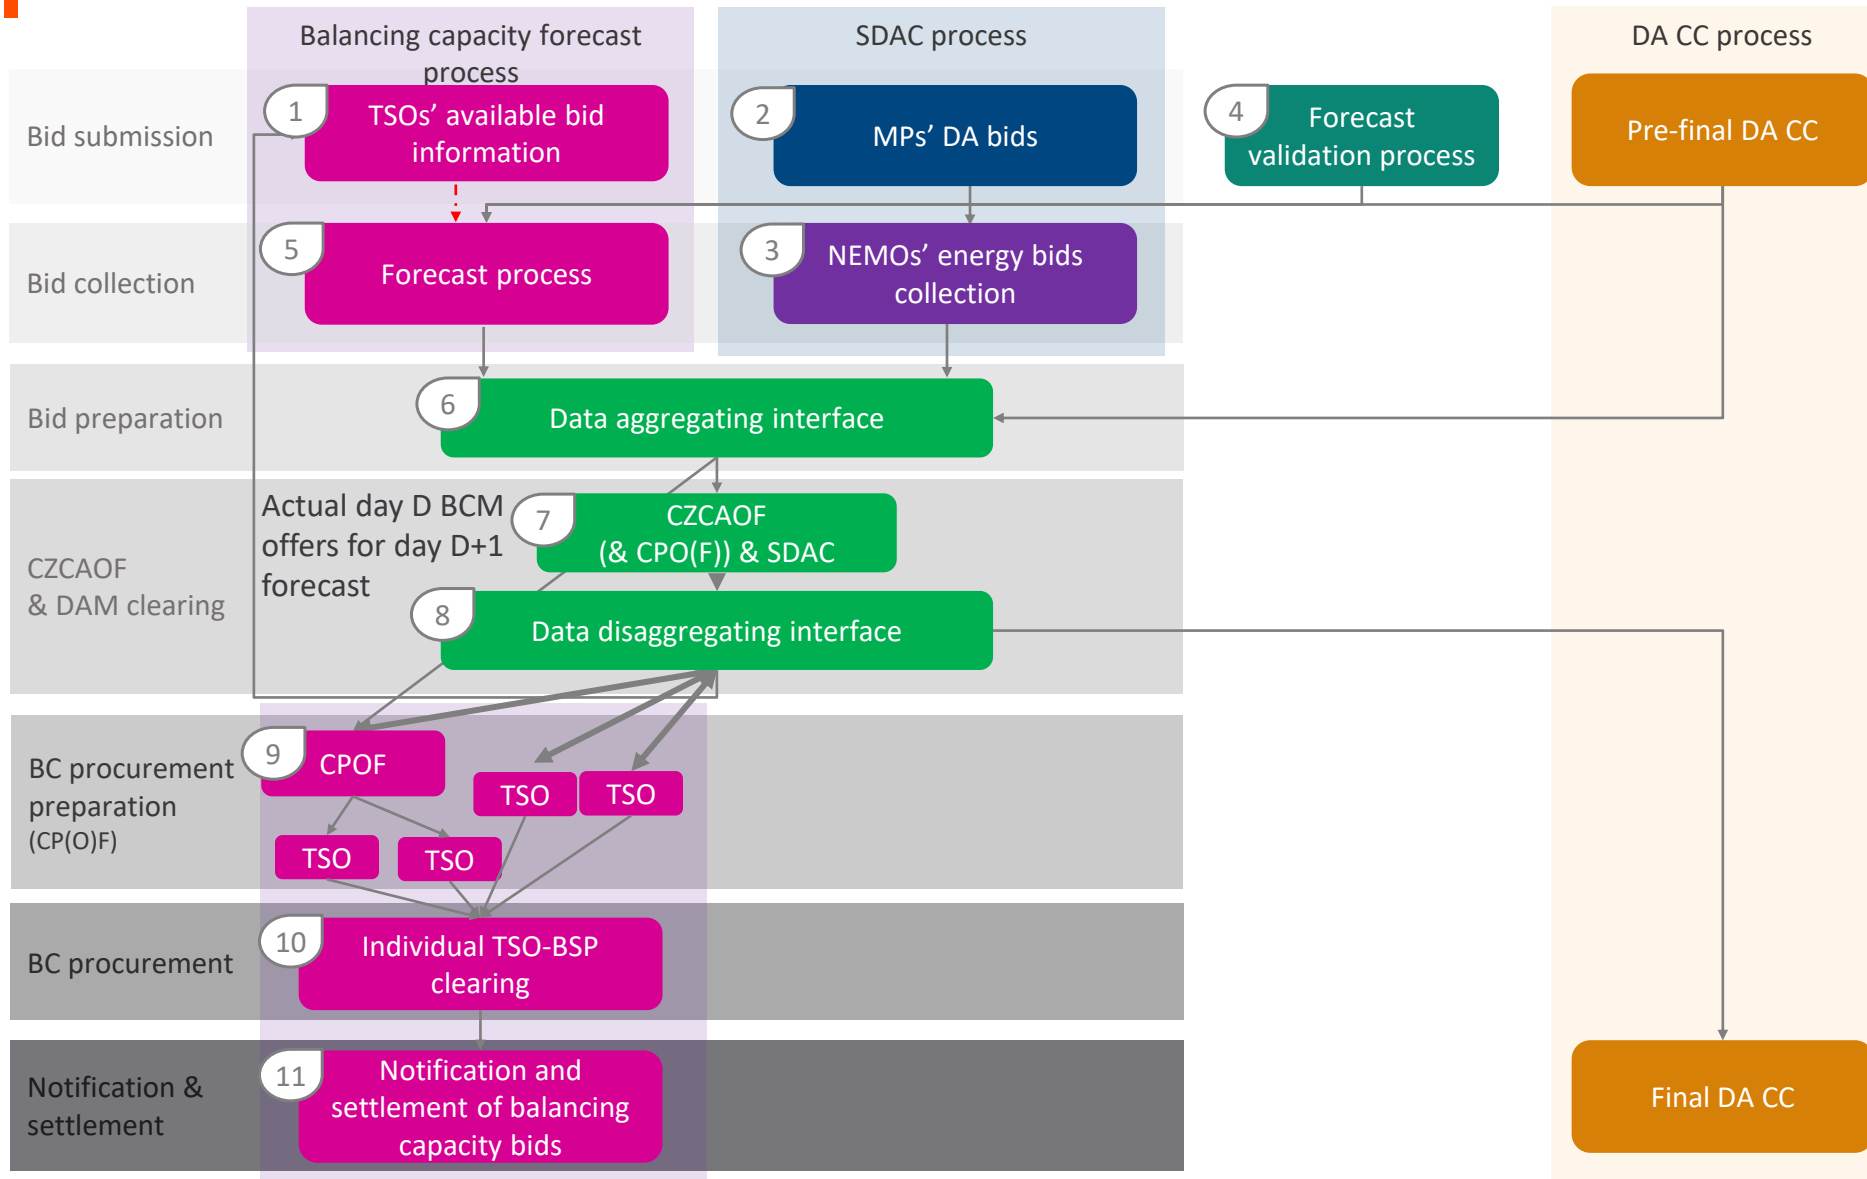 Balancing capacity forecast
process
SDAC process
DA CC process
Bid submission
1
TSOs’ available bid
information
2
MPs’ DA bids
4
Forecast
validation process
Pre-final DA CC
Bid collection
5
Forecast process
3
NEMOs’ energy bids
collection
Bid preparation
6
Data aggregating interface
CZCAOF
& DAM clearing
Actual day D BCM
offers for day D+1
forecast
7
CZCAOF
(& CPO(F)) & SDAC
8
Data disaggregating interface
BC procurement
preparation
(CP(O)F)
9
CPOF
TSO
TSO
TSO
TSO
BC procurement
10
Individual TSO-BSP
clearing
Notification &
settlement
11
Notification and
settlement of balancing
capacity bids
Final DA CC